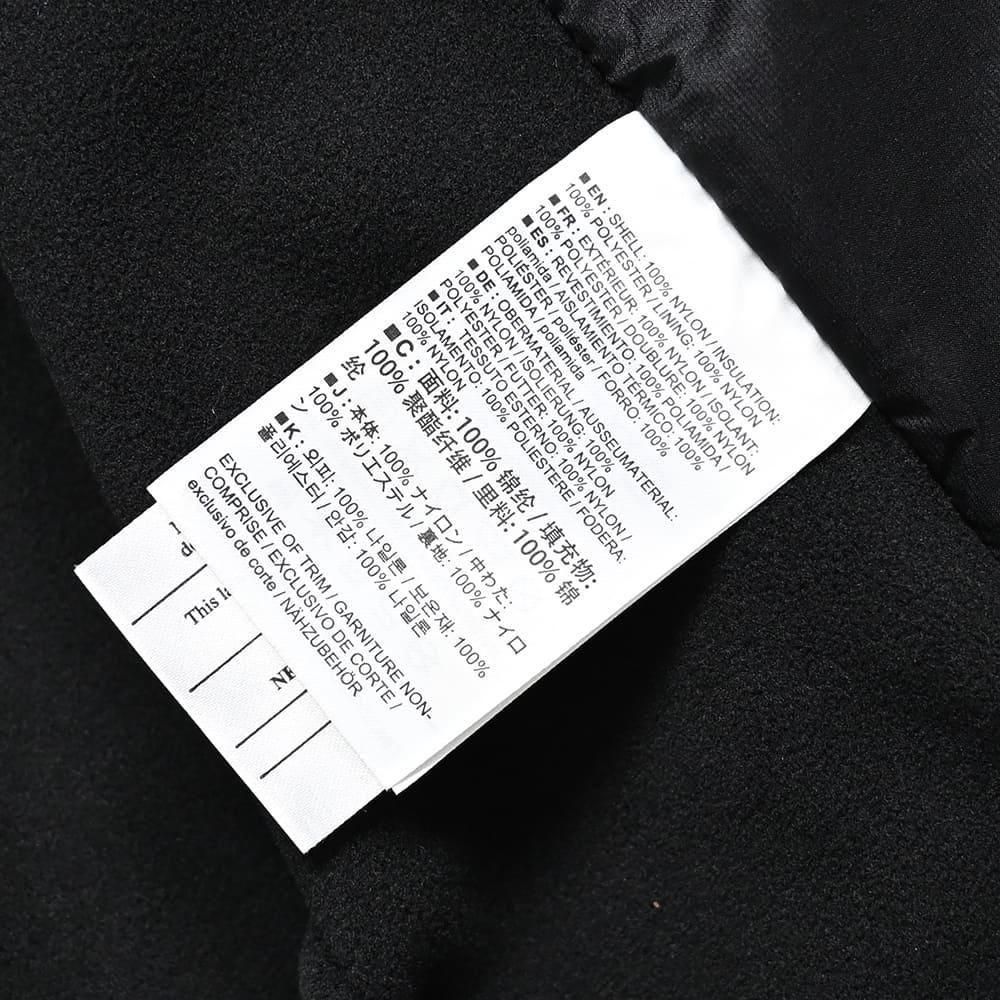 ■ EN : SHELL: 100% NYLON / INSULATION:
100% POLYESTER / LINING: 100% NYLON
■ FR : EXTÉRIEUR: 100% NYLON / ISOLANT:
100% POLYESTER / DOUBLURE: 100% NYLON
■ ES : REVESTIMIENTO: 100% POLIAMIDA /
poliamida / AISLAMIENTO TÉRMICO: 100%
POLIÉSTER / poliéster / FORRO: 100%
POLIAMIDA / poliamida
■ DE : OBERMATERIAL / AUSSEMATERIAL:
100% NYLON / ISOLIERUNG: 100%
POLYESTER / FUTTER: 100% NYLON
■ IT : TESSUTO ESTERNO: 100% NYLON /
ISOLAMENTO: 100% POLIESTERE / FODERA:
100% NYLON
■ C : 面料: 100% 锦纶 / 填充物:
100% 聚酯纤维 / 里料: 100% 锦
纶
■ J : 本体: 100% ナイロン / 中わた:
100% ポリエステル / 裏地: 100% ナイロ
ン
■ K : 외피: 100% 나일론 / 보온재: 100%
폴리에스터 / 안감: 100% 나일론
EXCLUSIVE OF TRIM / GARNITURE NON-
COMPRISE / EXCLUSIVO DE CORTE /
exclusivo de corte / NÄHZUBEHÖR
This